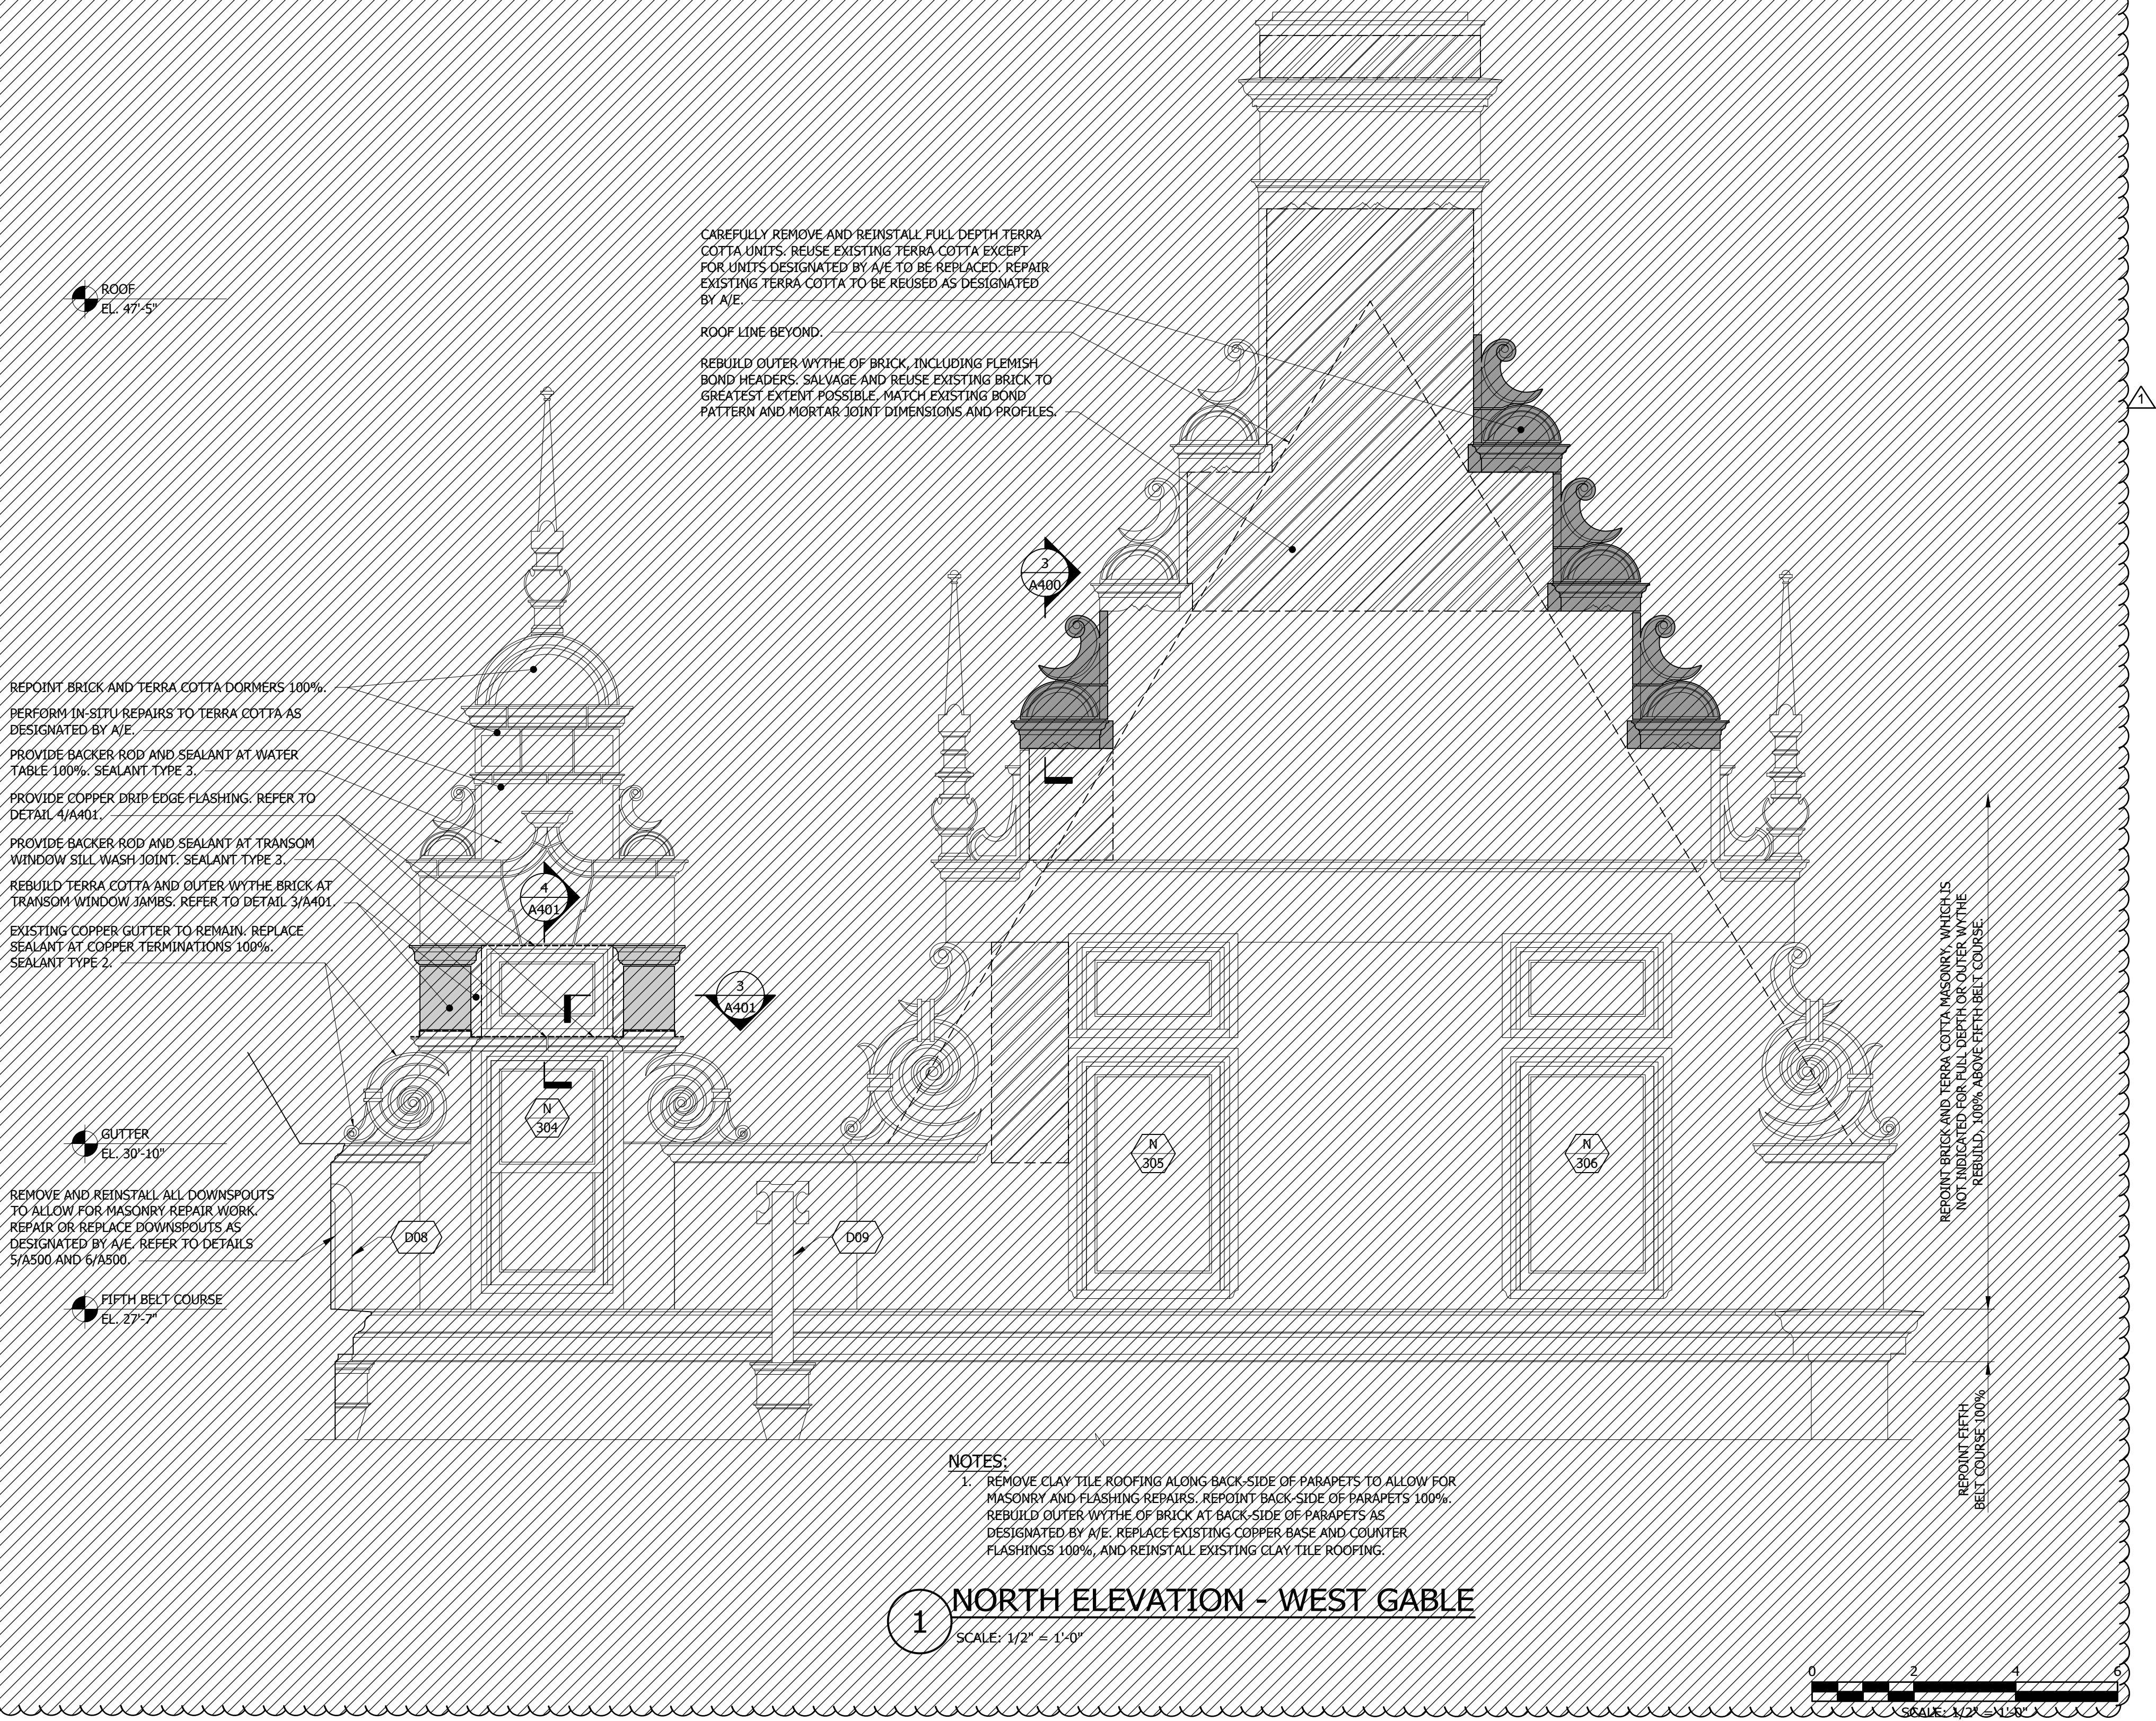 CAREFULLY REMOVE AND REINSTALL FULL DEPTH TERRA
COTTA UNITS. REUSE EXISTING TERRA COTTA EXCEPT
FOR UNITS DESIGNATED BY A/E TO BE REPLACED. REPAIR
EXISTING TERRA COTTA TO BE REUSED AS DESIGNATED
BY A/E.
ROOF LINE BEYOND.
REBUILD OUTER WYTHE OF BRICK, INCLUDING FLEMISH
BOND HEADERS. SALVAGE AND REUSE EXISTING BRICK TO
GREATEST EXTENT POSSIBLE. MATCH EXISTING BOND
PATTERN AND MORTAR JOINT DIMENSIONS AND PROFILES.
ROOF
EL. 47'-5"
1
3
A400
REPOINT BRICK AND TERRA COTTA DORMERS 100%.
PERFORM IN-SITU REPAIRS TO TERRA COTTA AS
DESIGNATED BY A/E.
PROVIDE BACKER ROD AND SEALANT AT WATER
TABLE 100%. SEALANT TYPE 3.
PROVIDE COPPER DRIP EDGE FLASHING. REFER TO
DETAIL 4/A401.
PROVIDE BACKER ROD AND SEALANT AT TRANSOM
WINDOW SILL WASH JOINT. SEALANT TYPE 3.
REBUILD TERRA COTTA AND OUTER WYTHE BRICK AT
TRANSOM WINDOW JAMBS. REFER TO DETAIL 3/A401.
EXISTING COPPER GUTTER TO REMAIN. REPLACE
SEALANT AT COPPER TERMINATIONS 100%.
SEALANT TYPE 2.
4
A401
3
A401
GUTTER
EL. 30'-10"
N
304
N
305
N
306
REMOVE AND REINSTALL ALL DOWNSPOUTS
TO ALLOW FOR MASONRY REPAIR WORK.
REPAIR OR REPLACE DOWNSPOUTS AS
DESIGNATED BY A/E. REFER TO DETAILS
5/A500 AND 6/A500.
D08
D09
FIFTH BELT COURSE
EL. 27'-7"
REPOINT BRICK AND TERRA COTTA MASONRY, WHICH IS
NOT INDICATED FOR FULL DEPTH OR OUTER WYTHE
REBUILD, 100% ABOVE FIFTH BELT COURSE.
REPOINT FIFTH
BELT COURSE 100%
NOTES:
1. REMOVE CLAY TILE ROOFING ALONG BACK-SIDE OF PARAPETS TO ALLOW FOR
MASONRY AND FLASHING REPAIRS. REPOINT BACK-SIDE OF PARAPETS 100%.
REBUILD OUTER WYTHE OF BRICK AT BACK-SIDE OF PARAPETS AS
DESIGNATED BY A/E. REPLACE EXISTING COPPER BASE AND COUNTER
FLASHINGS 100%, AND REINSTALL EXISTING CLAY TILE ROOFING.
1
NORTH ELEVATION - WEST GABLE
SCALE: 1/2" = 1'-0"
0 2 4 6
SCALE: 1/2" = 1'-0"